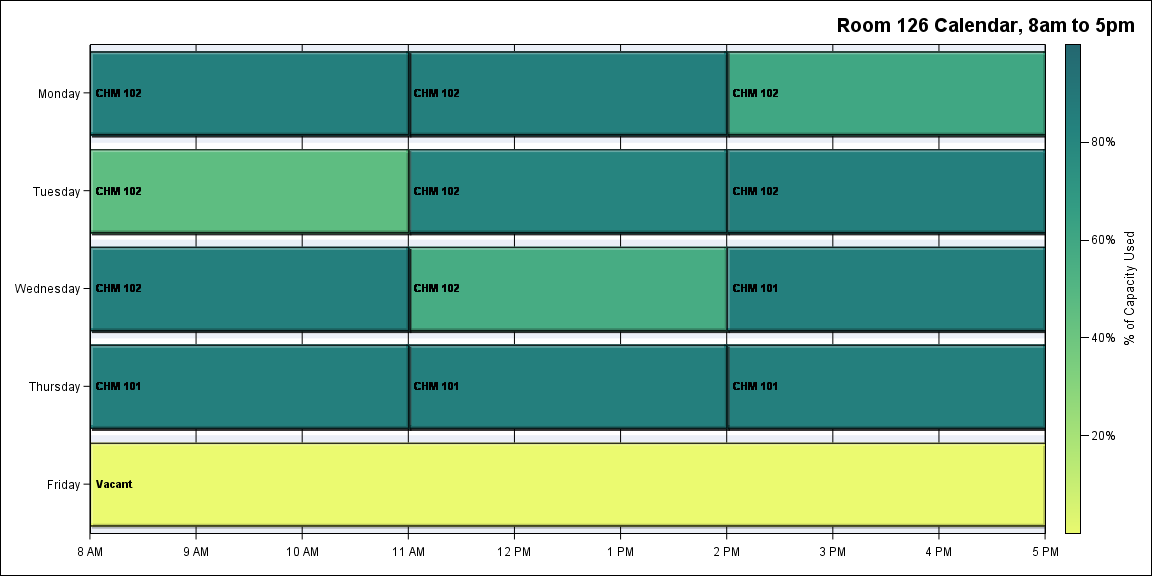 Room 126 Calendar, 8am to 5pm
Monday
CHM 102
CHM 102
CHM 102
Tuesday
CHM 102
CHM 102
CHM 102
Wednesday
CHM 102
CHM 102
CHM 101
Thursday
CHM 101
CHM 101
CHM 101
Friday
Vacant
8 AM
9 AM
10 AM
11 AM
12 PM
1 PM
2 PM
3 PM
4 PM
5 PM
80%
60%
40%
20%
% of Capacity Used